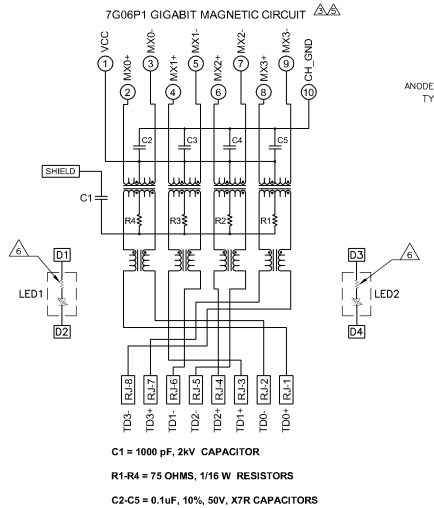 7G06P1 GIGABIT MAGNETIC CIRCUIT 3 5
VCC
MX0+
MX0-
MX1+
MX1-
MX2+
MX2-
MX3+
MX3-
CH_GND
1
2
3
4
5
6
7
8
9
10
ANODE
TY
C2
C3
C4
C5
SHIELD
C1
R4
R3
R2
R1
6
D1
LED1
D2
D3
6
LED2
D4
RJ-8
RJ-7
RJ-6
RJ-5
RJ-4
RJ-3
RJ-2
RJ-1
TD3-
TD3+
TD1-
TD2-
TD2+
TD1+
TD0-
TD0+
C1 = 1000 pF, 2kV CAPACITOR
R1-R4 = 75 OHMS, 1/16 W RESISTORS
C2-C5 = 0.1uF, 10%, 50V, X7R CAPACITORS